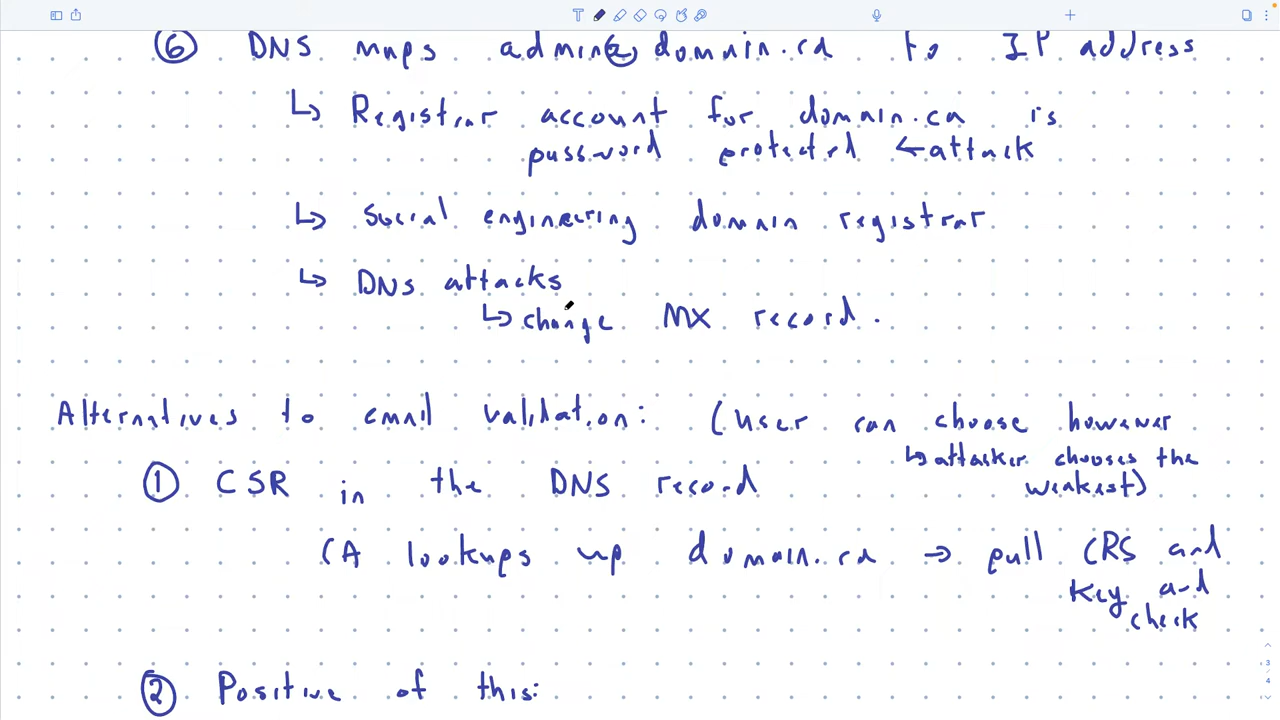 ⑥ DNS maps admin@domain.ca to IP address
↳ Registrar account for domain.ca is
password protected ← attack
↳ Social engineering domain registrar
↳ DNS attacks
↳ change MX record.
Alternatives to email validation: (User can choose however
↳ attacker chooses the
weakest)
① CSR in the DNS record
CA lookups up domain.ca → pull CRS and
key and
check
② Positive of this:
3
4